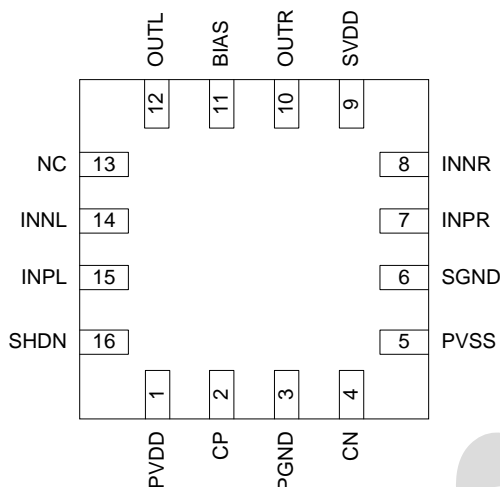 OUTL BIAS OUTR SVDD
12 11 10 9
NC 13 8 INNR
INNL 14 7 INPR
INPL 15 6 SGND
SHDN 16 5 PVSS
1 2 3 4
PVDD CP PGND CN